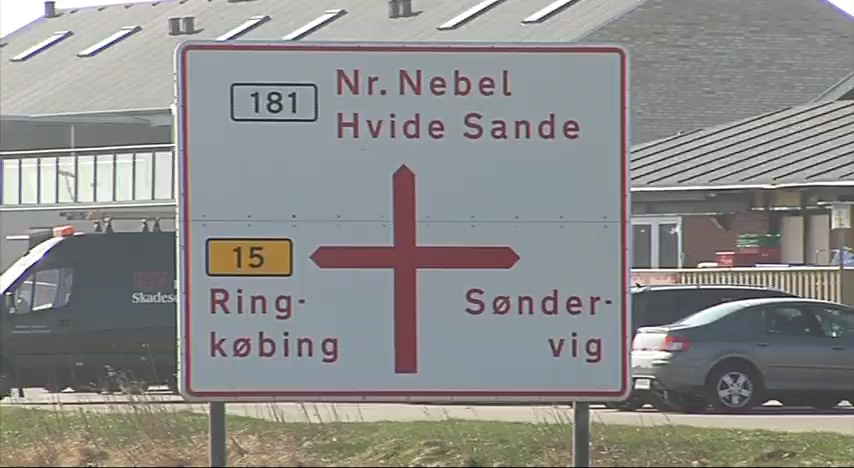 181
Nr. Nebel
Hvide Sande
15
Ring-
købing
Sønder-
vig